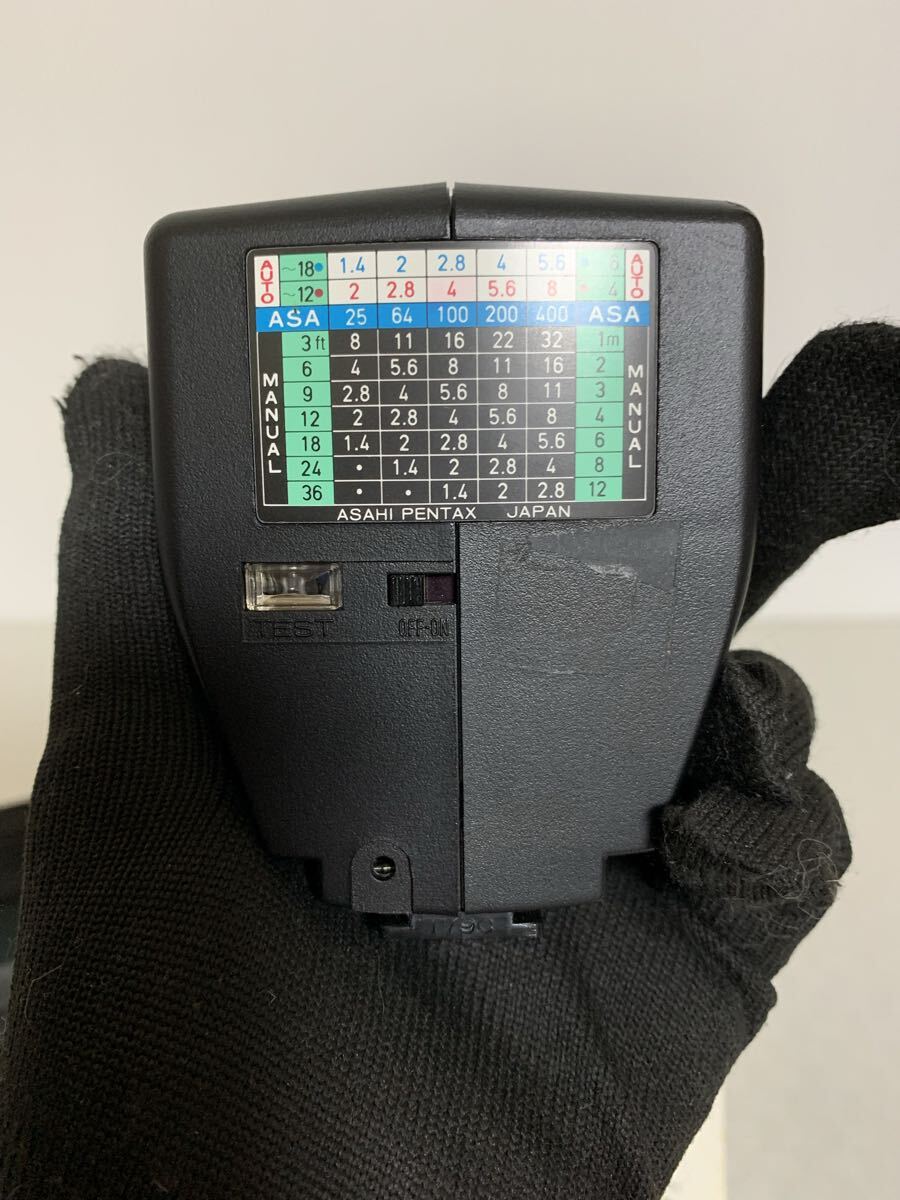 AUTO ~18• 1.4 2 2.8 4 5.6 • 6 AUTO
~12• 2 2.8 4 5.6 8 • 4
ASA 25 64 100 200 400 ASA
MANUAL 3 ft 8 11 16 22 32 1m MANUAL
6 4 5.6 8 11 16 2
9 2.8 4 5.6 8 11 3
12 2 2.8 4 5.6 8 4
18 1.4 2 2.8 4 5.6 6
24 • 1.4 2 2.8 4 8
36 • • 1.4 2 2.8 12
ASAHI PENTAX JAPAN
TEST OFF-ON